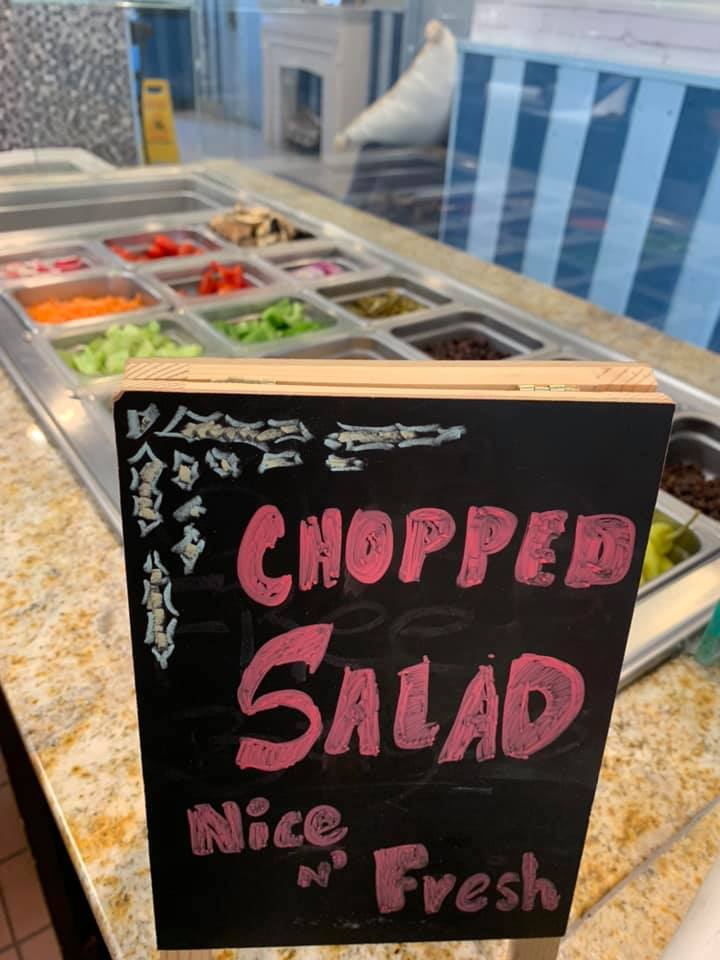 CHOPPED
SALAD
Nice
N'
Fresh